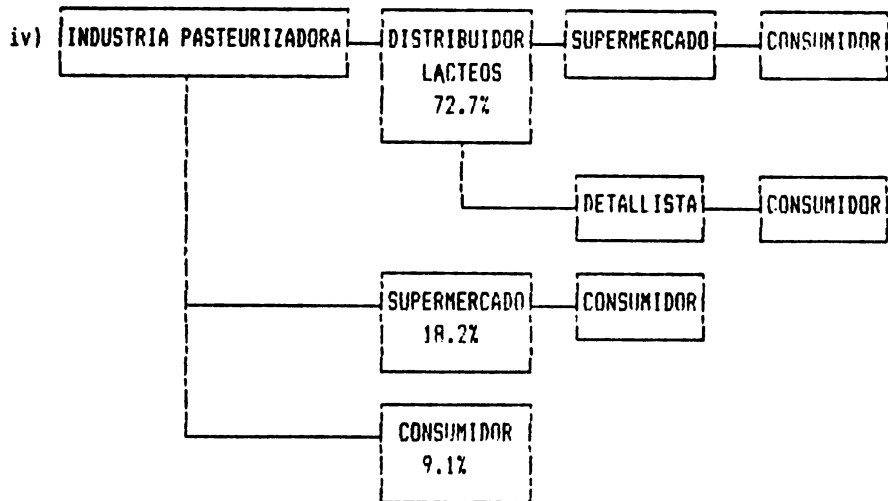 iv) INDUSTRIA PASTEURIZADORA DISTRIBUIDOR SUPERMERCADO CONSUMIDOR
LACTEOS
72.7%
DETALLISTA CONSUMIDOR
SUPERMERCADO CONSUMIDOR
18.2%
CONSUMIDOR
9.1%